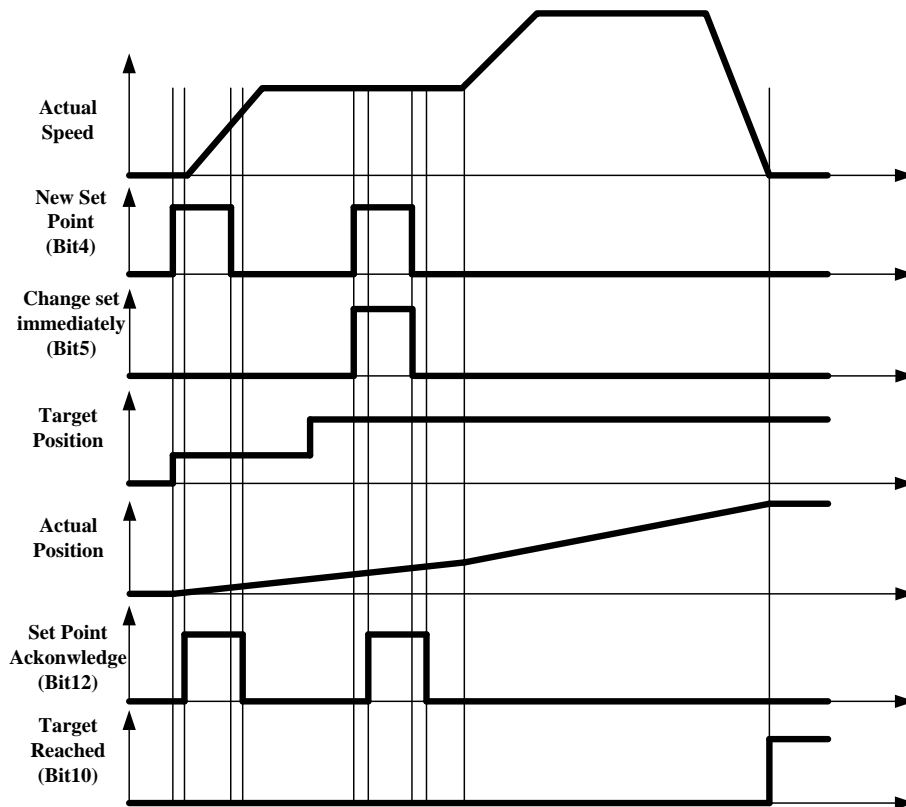 Actual
Speed
New Set
Point
(Bit4)
Change set
immediately
(Bit5)
Target
Position
Actual
Position
Set Point
Ackonwledge
(Bit12)
Target
Reached
(Bit10)